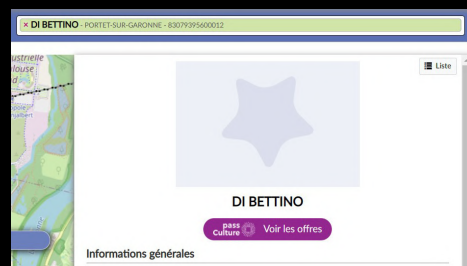 × DI BETTINO - PORTET-SUR-GARONNE - 83079395600012
Liste
DI BETTINO
pass Culture Voir les offres
Informations générales